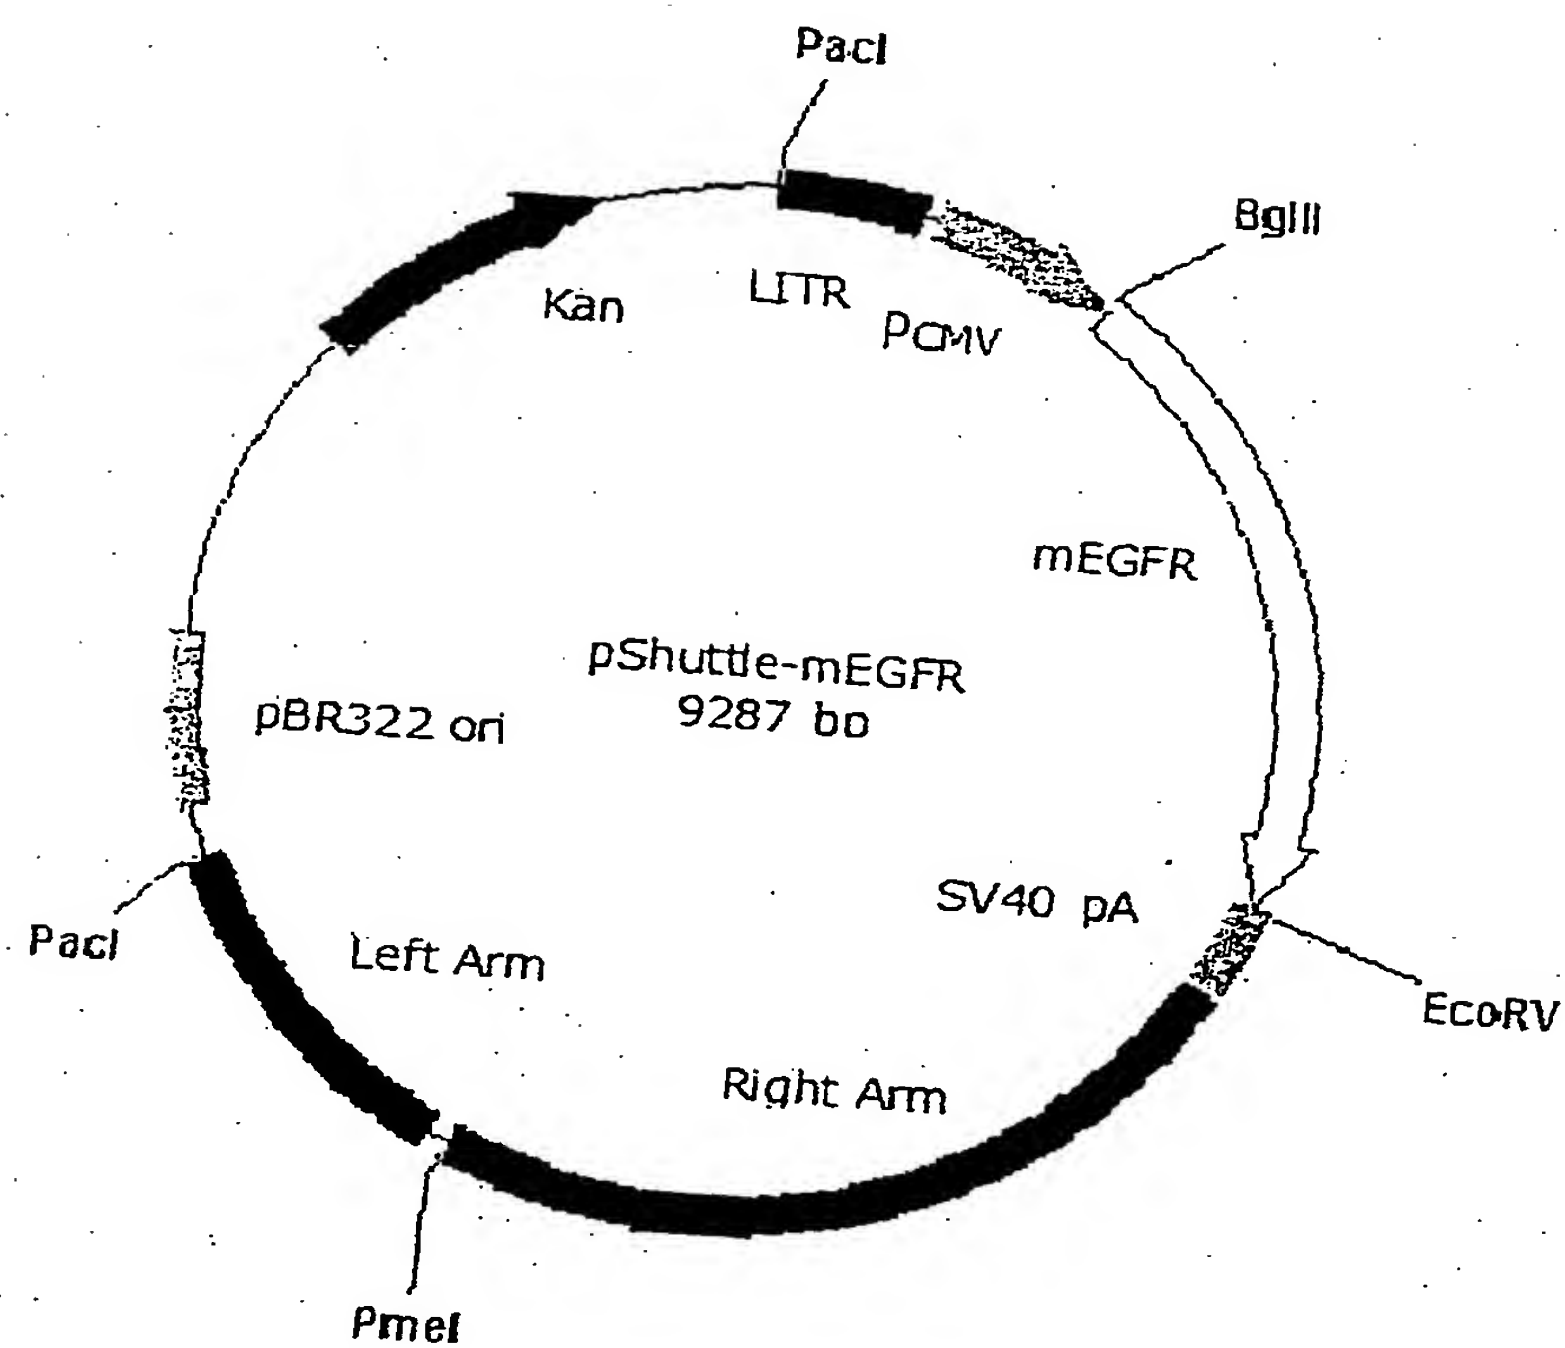 PacI
BglII
Kan
LITR
PCMV
mEGFR
pShuttle-mEGFR
9287 bp
pBR322 ori
SV40 pA
PacI
Left Arm
EcoRV
Right Arm
PmeI